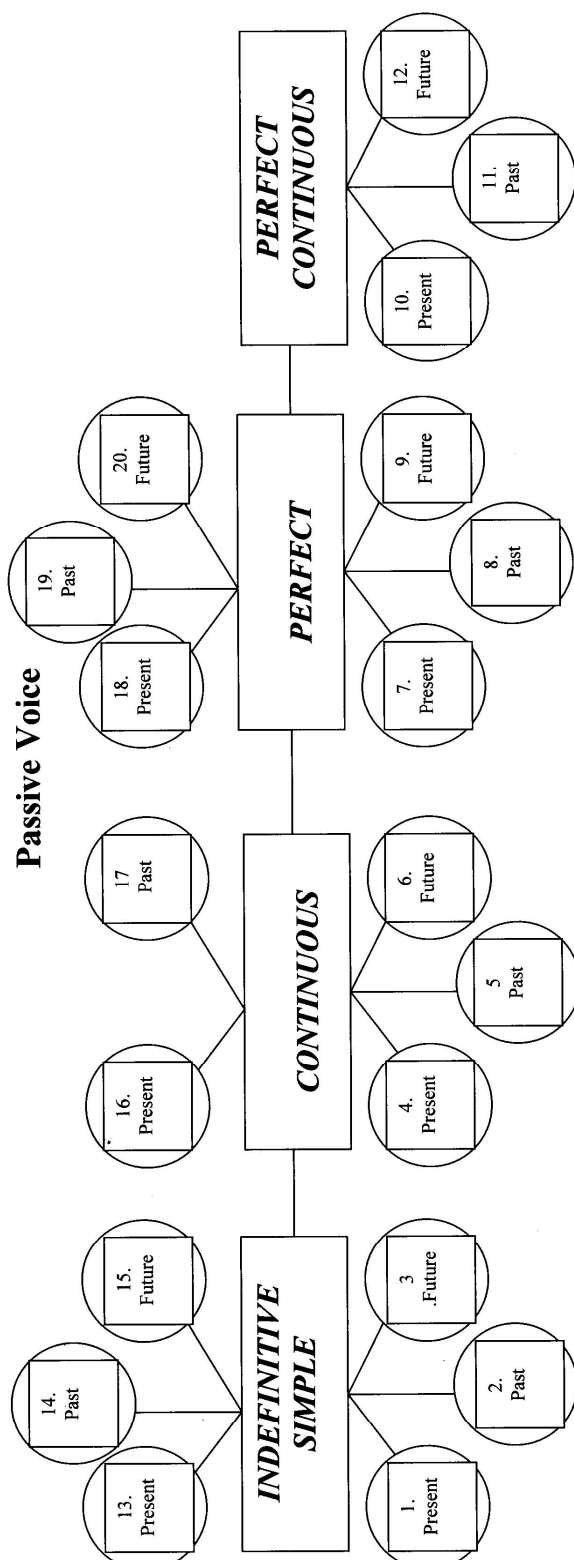 Passive Voice
14.
Past
19.
Past
13.
Present
15.
Future
16.
Present
17
Past
18.
Present
20.
Future
INDEFINITIVE
SIMPLE
CONTINUOUS
PERFECT
PERFECT
CONTINUOUS
1.
Present
3
.Future
4.
Present
6.
Future
7.
Present
9.
Future
10.
Present
12.
Future
2.
Past
5
Past
8.
Past
11.
Past